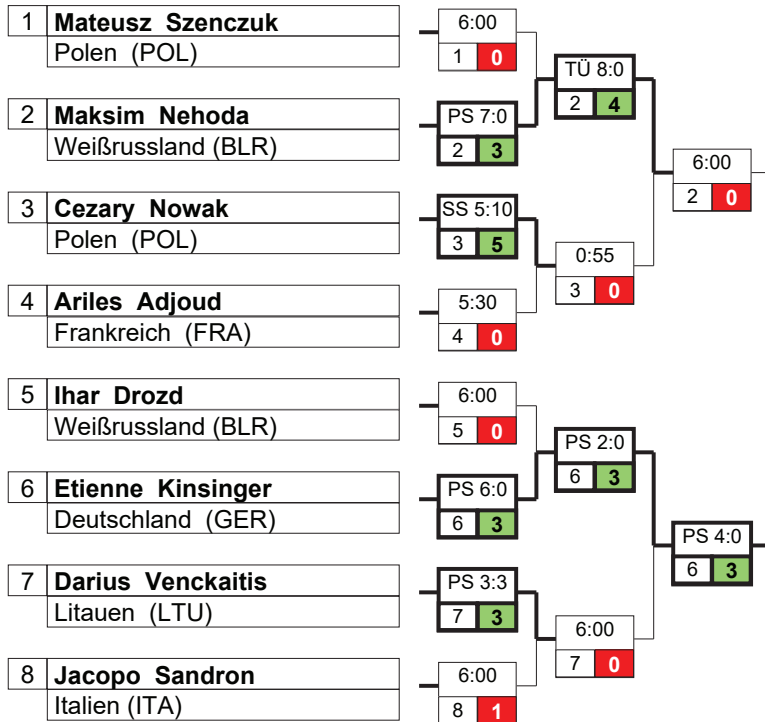 1 Mateusz Szenczuk
Polen (POL)
6:00
1 0
TÜ 8:0
2 4
2 Maksim Nehoda
Weißrussland (BLR)
PS 7:0
2 3
6:00
2 0
3 Cezary Nowak
Polen (POL)
SS 5:10
3 5
0:55
3 0
4 Ariles Adjoud
Frankreich (FRA)
5:30
4 0
5 Ihar Drozd
Weißrussland (BLR)
6:00
5 0
PS 2:0
6 3
6 Etienne Kinsinger
Deutschland (GER)
PS 6:0
6 3
PS 4:0
6 3
7 Darius Venckaitis
Litauen (LTU)
PS 3:3
7 3
6:00
7 0
8 Jacopo Sandron
Italien (ITA)
6:00
8 1